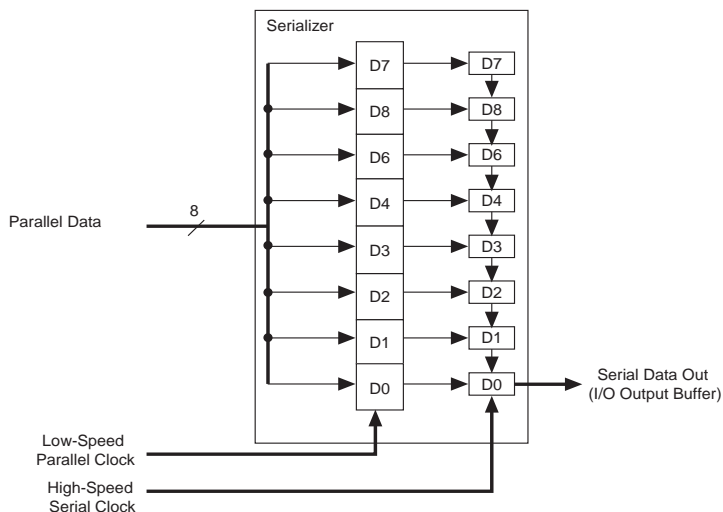 Serializer
D7
D7
D8
D8
D6
D6
8
D4
D4
Parallel Data
D3
D3
D2
D2
D1
D1
D0
D0
Serial Data Out
(I/O Output Buffer)
Low-Speed
Parallel Clock
High-Speed
Serial Clock